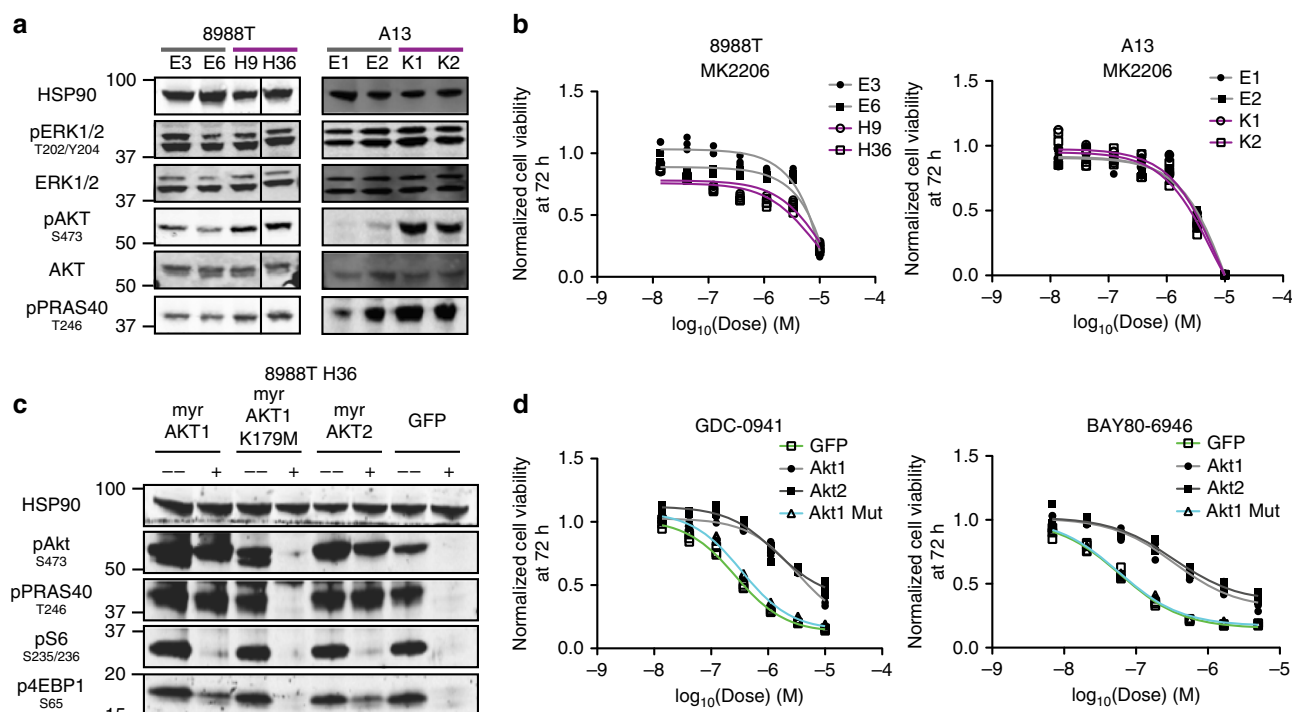 a
8988T
A13
E3 E6 H9 H36
E1 E2 K1 K2
100
HSP90
pERK1/2
T202/Y204
37
ERK1/2
37
pAKT
S473
50
AKT
50
pPRAS40
T246
37
b
8988T
MK2206
E3
E6
H9
H36
Normalized cell viability
at 72 h
1.5
1.0
0.5
0.0
–9 –8 –7 –6 –5 –4
log10(Dose) (M)
A13
MK2206
E1
E2
K1
K2
Normalized cell viability
at 72 h
1.5
1.0
0.5
0.0
–9 –8 –7 –6 –5 –4
log10(Dose) (M)
c
8988T H36
myr
AKT1
myr
AKT1
K179M
myr
AKT2
GFP
–– + –– + –– + –– +
100
HSP90
pAkt
S473
50
pPRAS40
T246
37
37
pS6
S235/236
20
p4EBP1
S65
15
d
GDC-0941
GFP
Akt1
Akt2
Akt1 Mut
Normalized cell viability
at 72 h
1.5
1.0
0.5
0.0
–9 –8 –7 –6 –5 –4
log10(Dose) (M)
BAY80-6946
GFP
Akt1
Akt2
Akt1 Mut
Normalized cell viability
at 72 h
1.5
1.0
0.5
0.0
–9 –8 –7 –6 –5
log10(Dose) (M)